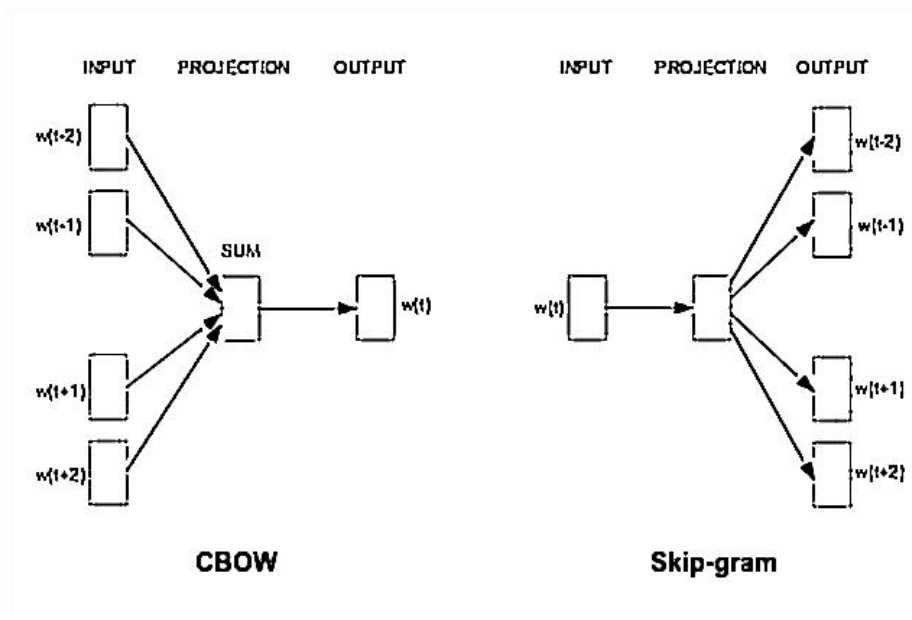 INPUT PROJECTION OUTPUT
w(t-2)
w(t-1)
SUM
w(t)
w(t+1)
w(t+2)
CBOW
INPUT PROJECTION OUTPUT
w(t-2)
w(t-1)
w(t)
w(t+1)
w(t+2)
Skip-gram